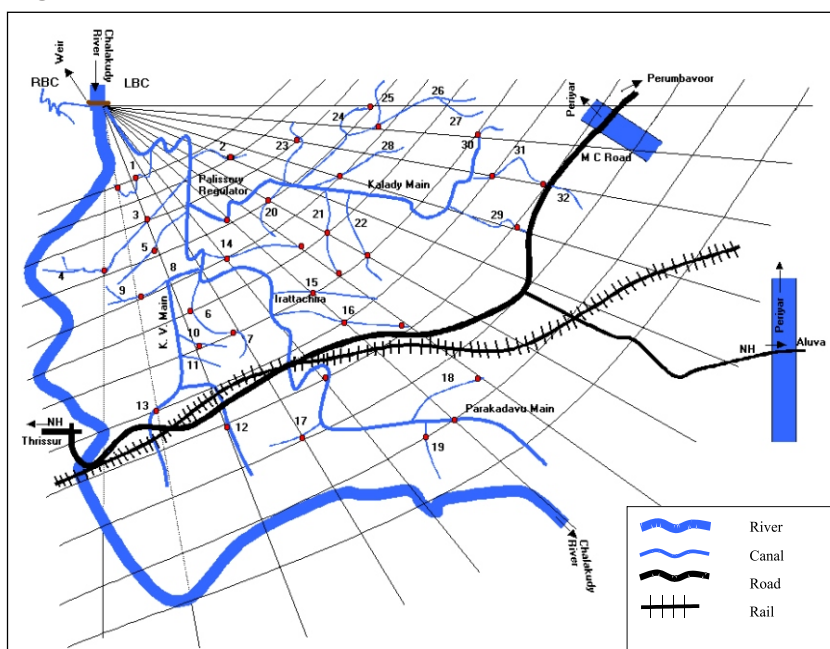 Weir
Chalakudy
River
RBC
LBC
Perumbavoor
Periyar
M C Road
26
25
24
27
2
23
28
30
31
1
Palissery
Regulator
Kalady Main
32
3
20
21
22
29
5
14
4
8
9
15
Irattachira
K. V. Main
6
16
10
7
11
Periyar
NH
Aluva
13
18
Parakadavu Main
NH
Thrissur
12
17
19
Chalakudy
River
River
Canal
Road
Rail